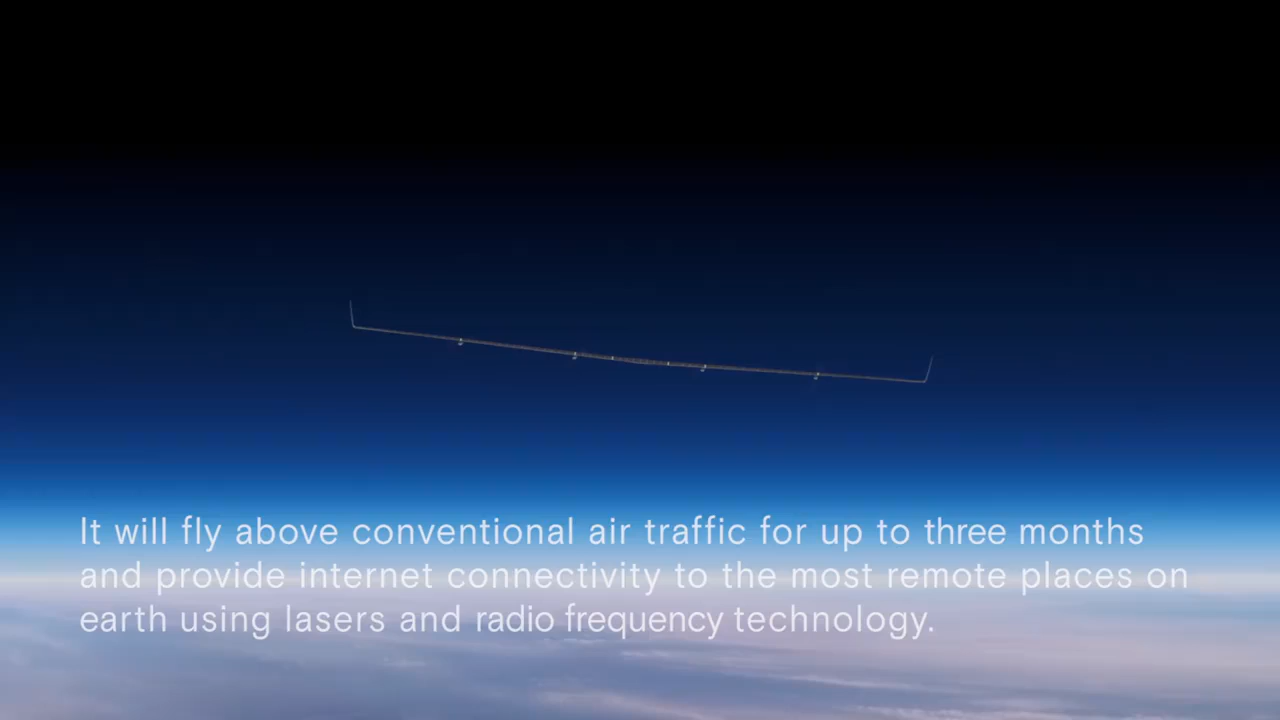 It will fly above conventional air traffic for up to three months
and provide internet connectivity to the most remote places on
earth using lasers and radio frequency technology.